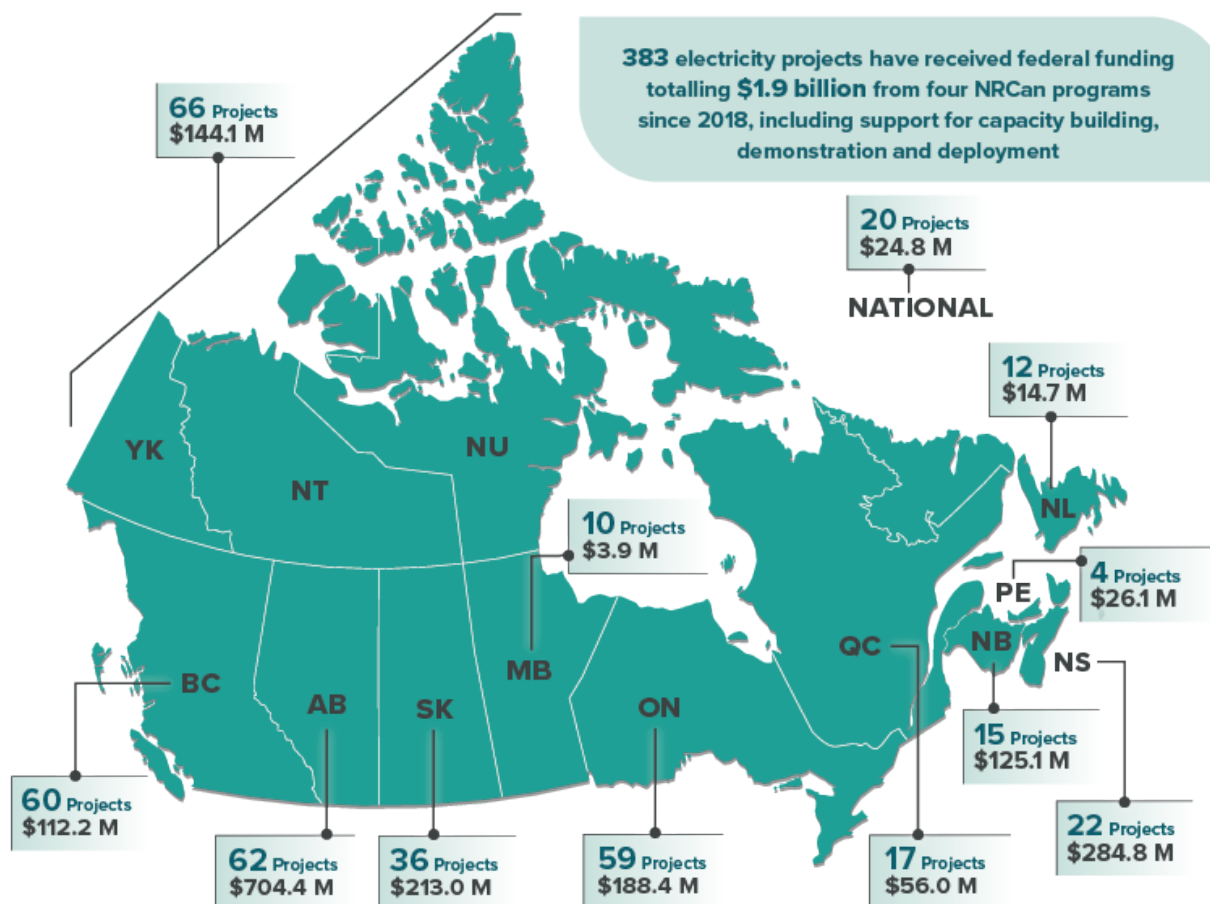 383 electricity projects have received federal funding
totalling $1.9 billion from four NRCan programs
since 2018, including support for capacity building,
demonstration and deployment
66 Projects
$144.1 M
20 Projects
$24.8 M
NATIONAL
12 Projects
$14.7 M
YK
NT
NU
NL
10 Projects
$3.9 M
4 Projects
$26.1 M
PE
BC
AB
SK
MB
ON
QC
NB
NS
15 Projects
$125.1 M
60 Projects
$112.2 M
62 Projects
$704.4 M
36 Projects
$213.0 M
59 Projects
$188.4 M
17 Projects
$56.0 M
22 Projects
$284.8 M